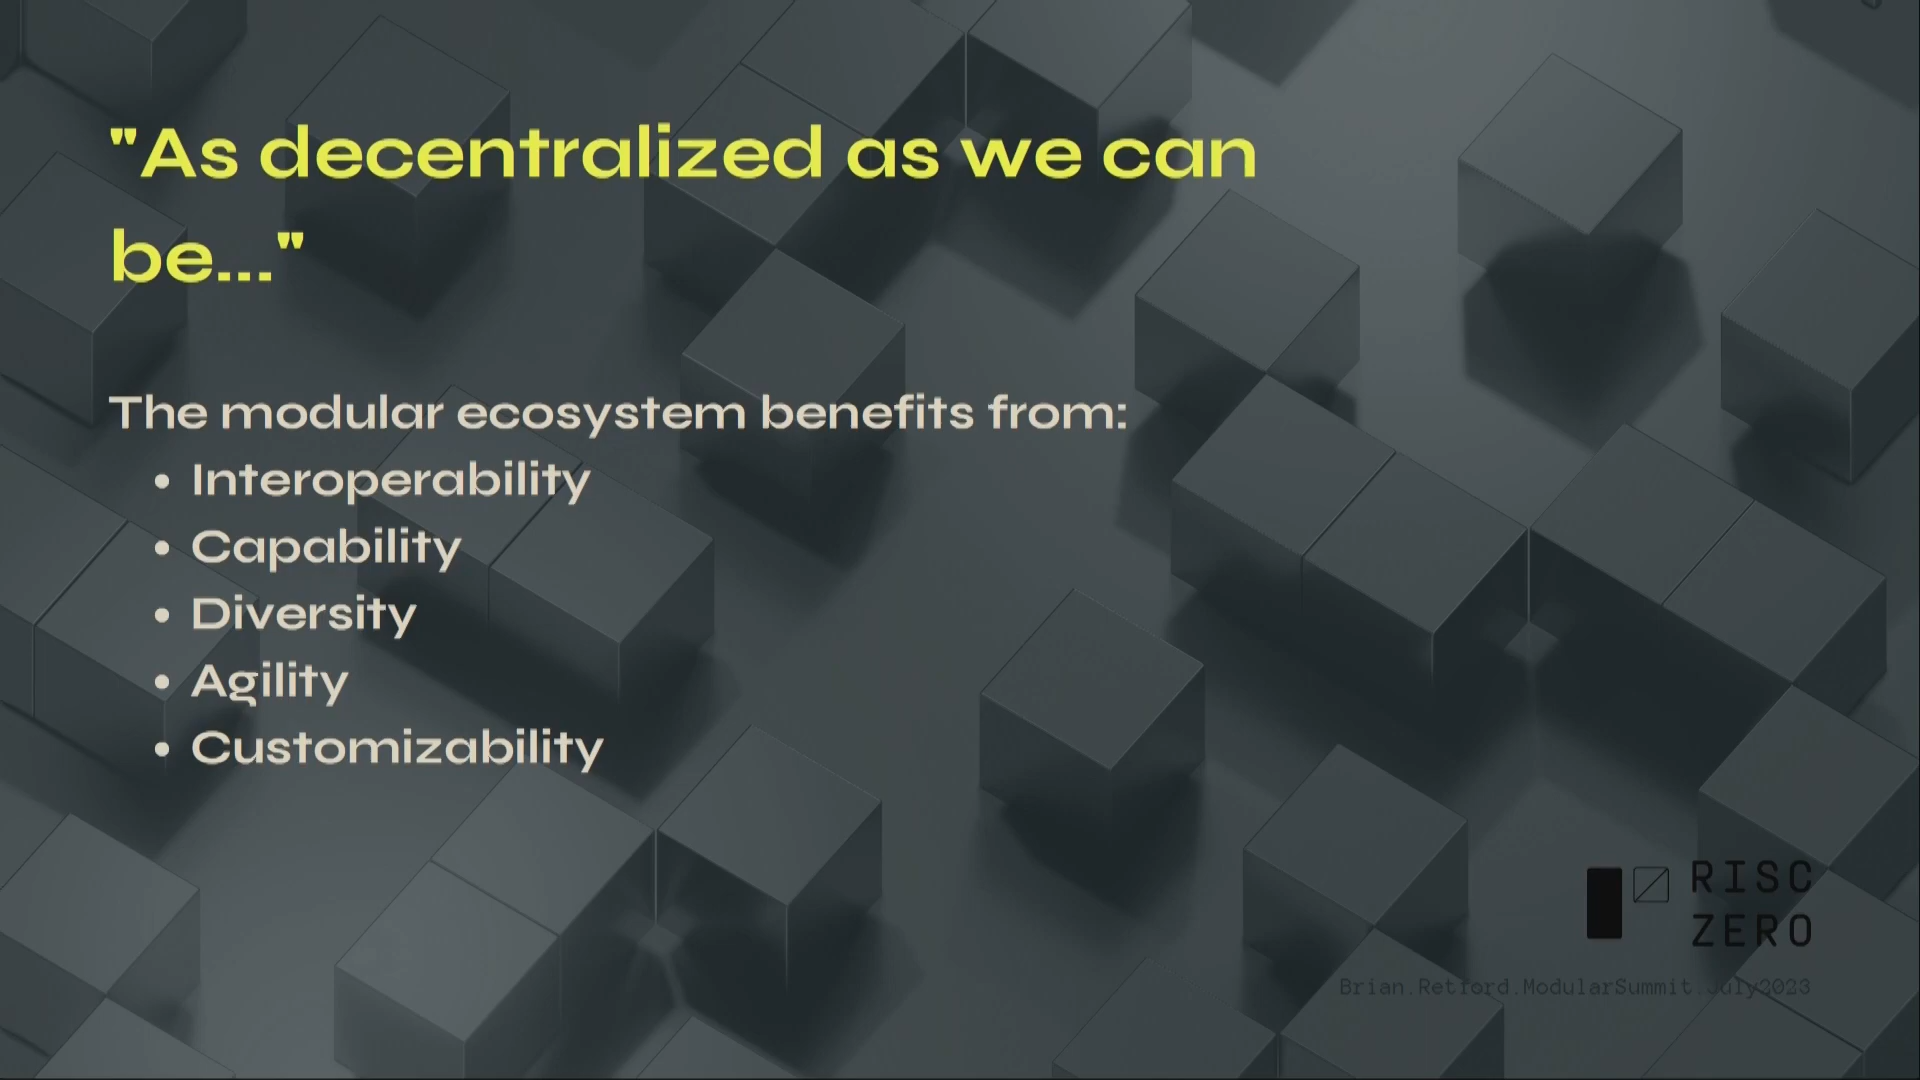 "As decentralized as we can
be..."
The modular ecosystem benefits from:
• Interoperability
• Capability
• Diversity
• Agility
• Customizability
RISC
ZERO
Brian.Retford.ModularSummit.July2023